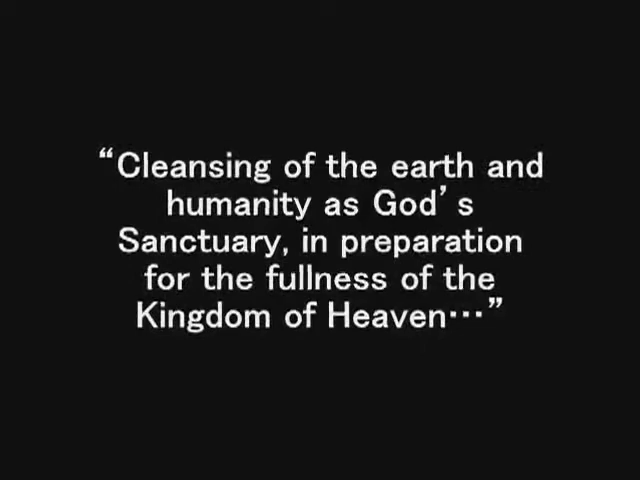 “Cleansing of the earth and
humanity as God’s
Sanctuary, in preparation
for the fullness of the
Kingdom of Heaven…”